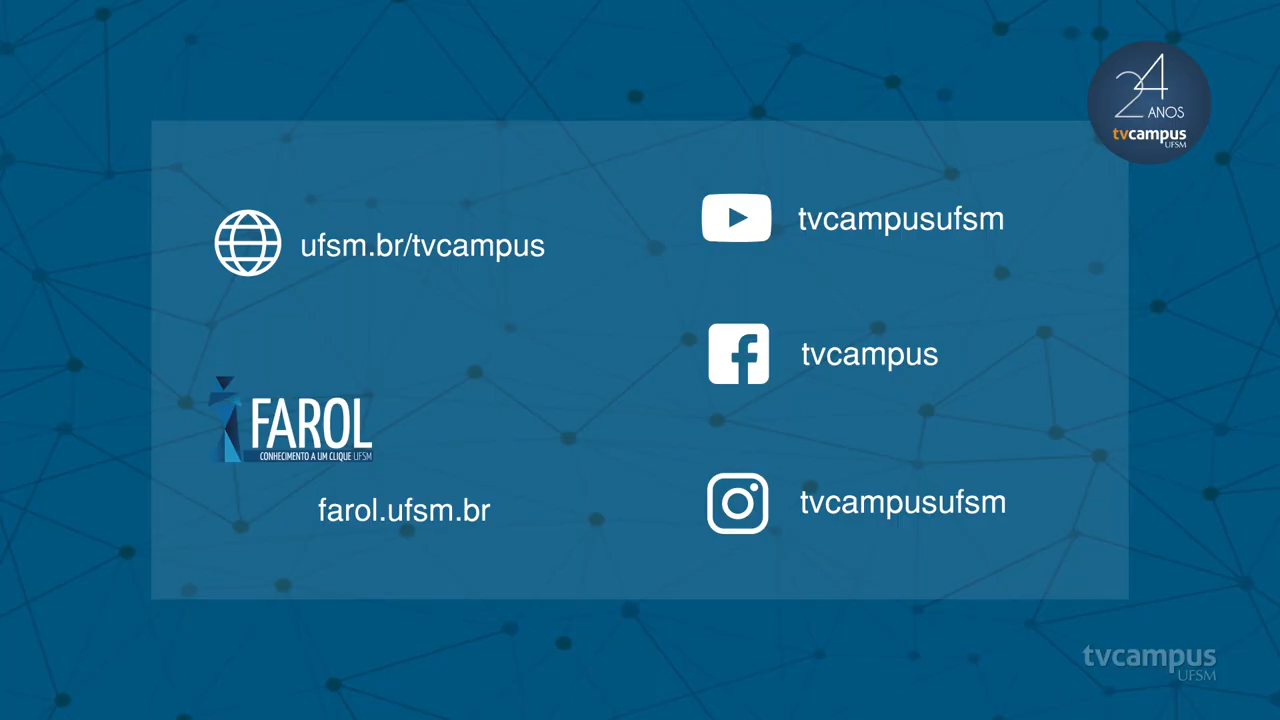 24
ANOS
tvcampus
UFSM
ufsm.br/tvcampus
FAROL
CONHECIMENTO A UM CLIQUE UFSM
farol.ufsm.br
tvcampusufsm
tvcampus
tvcampusufsm
tvcampus
UFSM